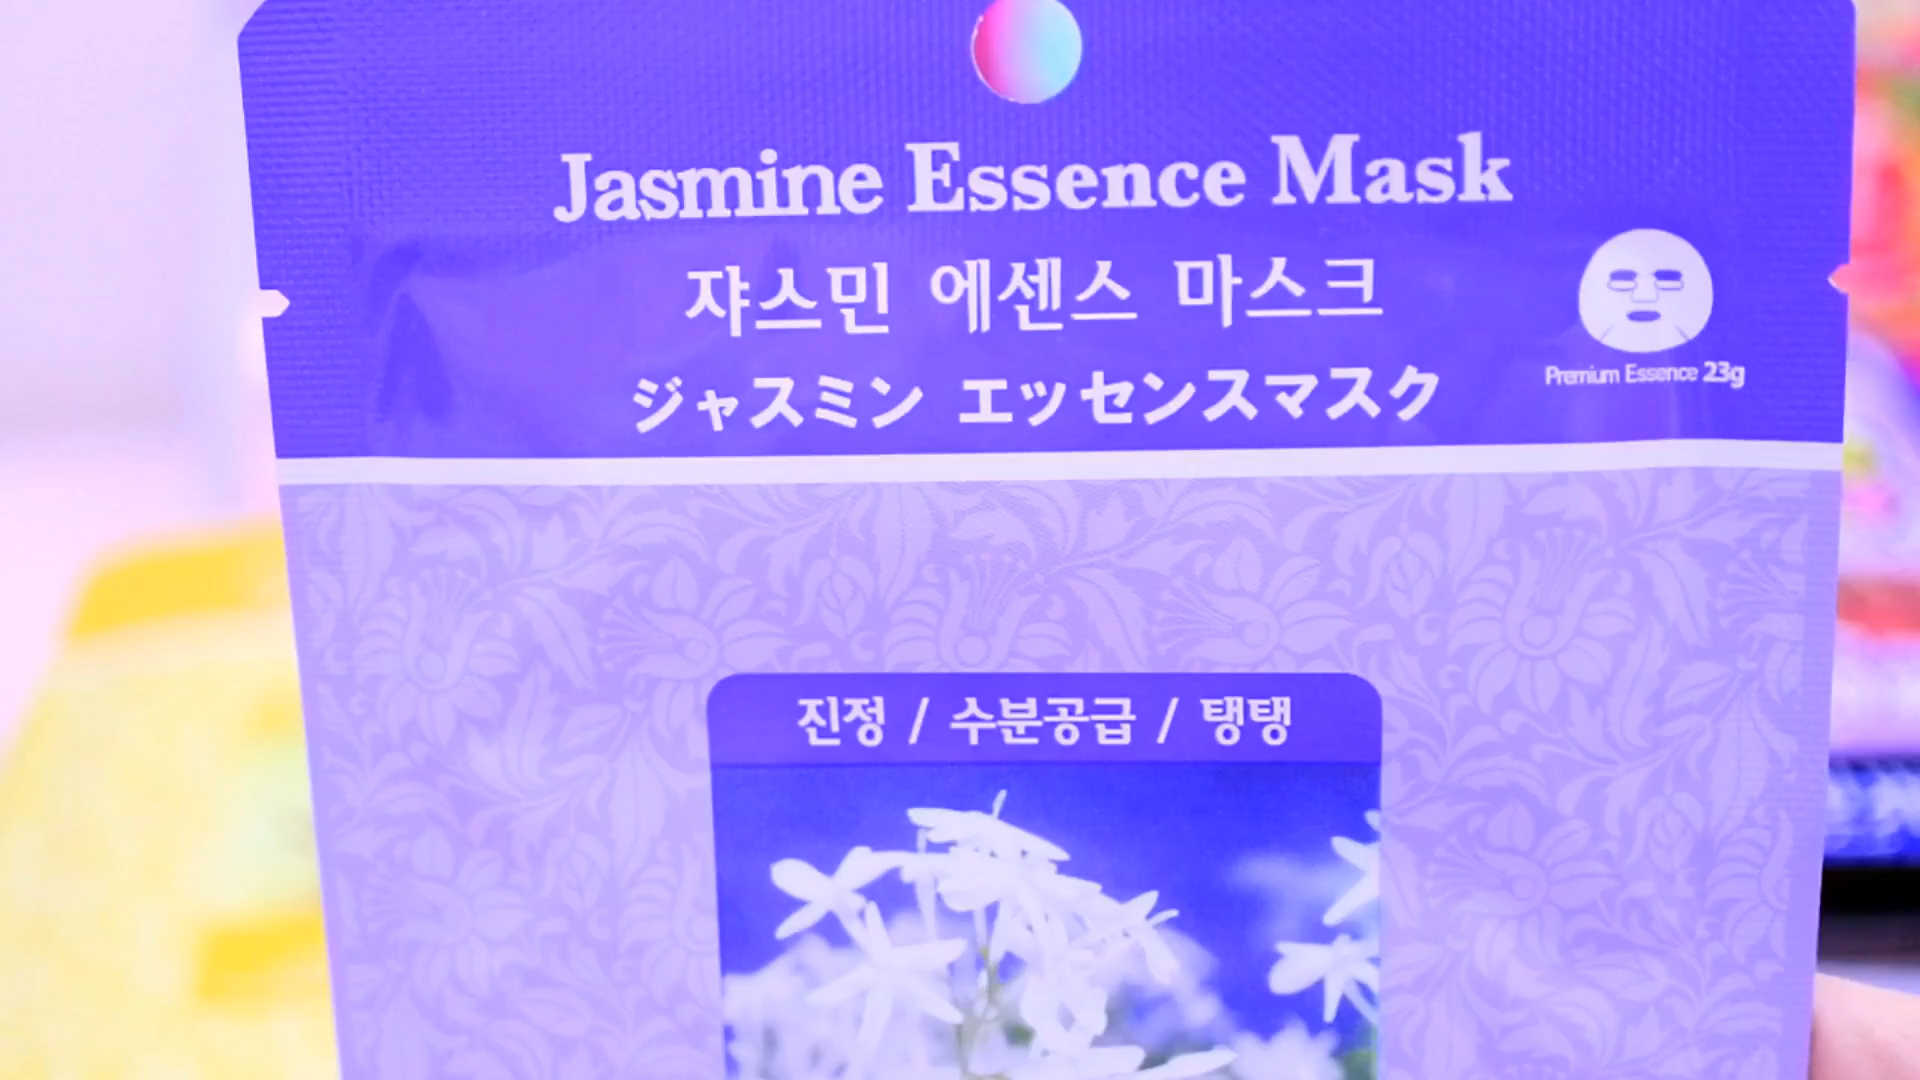 Jasmine Essence Mask
쟈스민 에센스 마스크
ジャスミン エッセンスマスク
Premium Essence 23g
진정 / 수분공급 / 탱탱